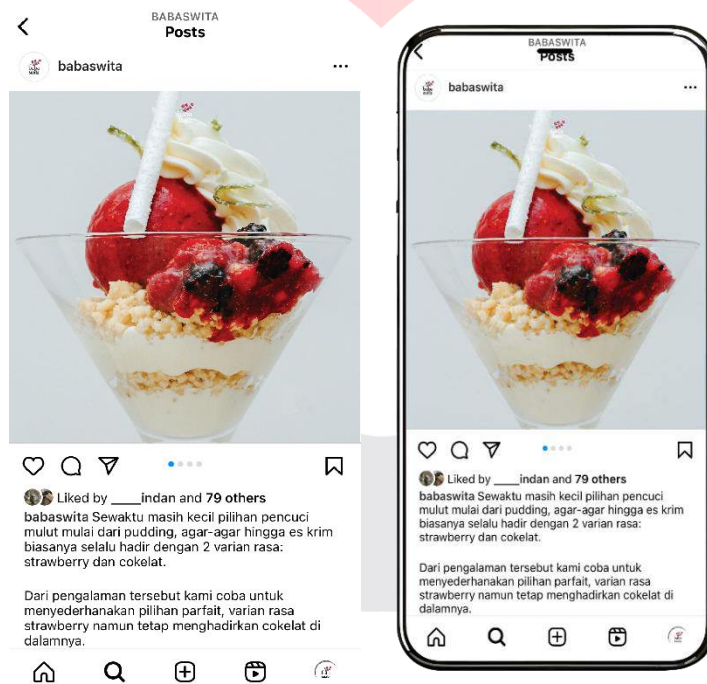 BABASWITA
Posts
babaswita
Liked by ____indan and 79 others
babaswita Sewaktu masih kecil pilihan pencuci
mulut mulai dari pudding, agar-agar hingga es krim
biasanya selalu hadir dengan 2 varian rasa:
strawberry dan cokelat.
Dari pengalaman tersebut kami coba untuk
menyederhanakan pilihan parfait, varian rasa
strawberry namun tetap menghadirkan cokelat di
dalamnya.
BABASWITA
Posts
babaswita
Liked by ____indan and 79 others
babaswita Sewaktu masih kecil pilihan pencuci
mulut mulai dari pudding, agar-agar hingga es krim
biasanya selalu hadir dengan 2 varian rasa:
strawberry dan cokelat.
Dari pengalaman tersebut kami coba untuk
menyederhanakan pilihan parfait, varian rasa
strawberry namun tetap menghadirkan cokelat di
dalamnya.